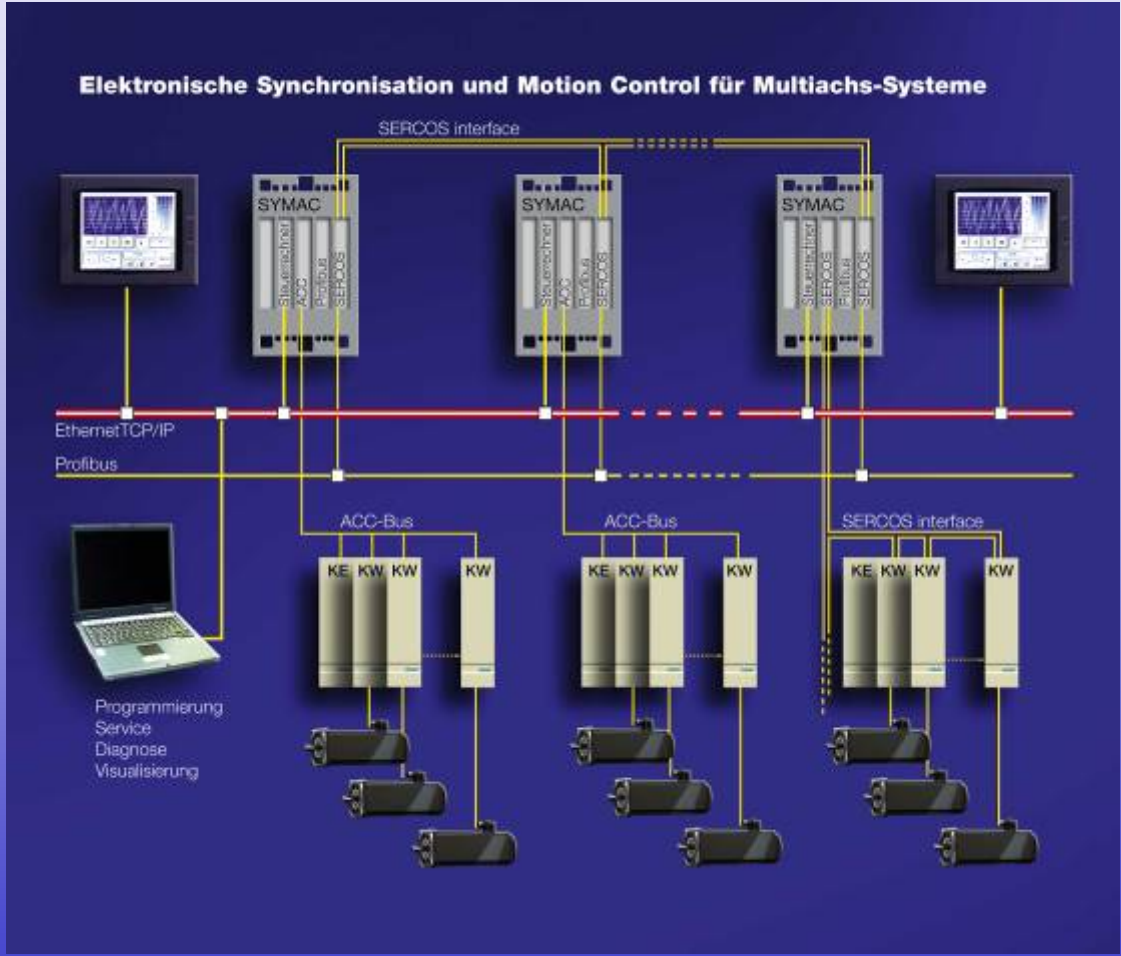 Elektronische Synchronisation und Motion Control für Multiachs-Systeme
SERCOS interface
SYMAC
Steuerrechner
ACC
Profibus
SERCOS
SYMAC
Steuerrechner
ACC
Profibus
SERCOS
SYMAC
Steuerrechner
SERCOS
Profibus
SERCOS
EthernetTCP/IP
Profibus
ACC-Bus
ACC-Bus
SERCOS interface
KE KW KW KW
KE KW KW KW
KE KW KW KW
Programmierung
Service
Diagnose
Visualisierung